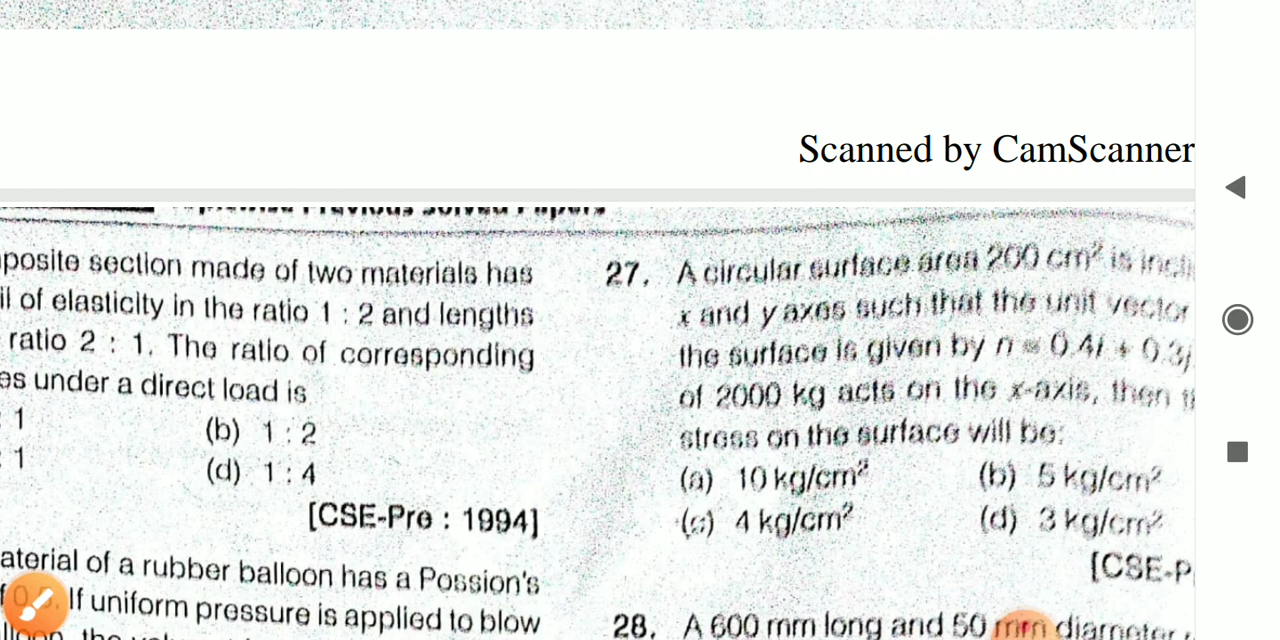 Scanned by CamScanner
Previous Solved Papers
posite section made of two materials has
il of elasticity in the ratio 1 : 2 and lengths
ratio 2 : 1. The ratio of corresponding
es under a direct load is
: 1
(b) 1 : 2
: 1
(d) 1 : 4
[CSE-Pre : 1994]
aterial of a rubber balloon has a Possion's
If uniform pressure is applied to blow
27. A circular surface area 200 cm² is incli
x and y axes such that the unit vector
the surface is given by n = 0.4i + 0.3j
of 2000 kg acts on the x-axis, then
stress on the surface will be:
(a) 10 kg/cm² (b) 5 kg/cm²
(c) 4 kg/cm² (d) 3 kg/cm²
[CSE-P
28. A 600 mm long and 50 mm diameter